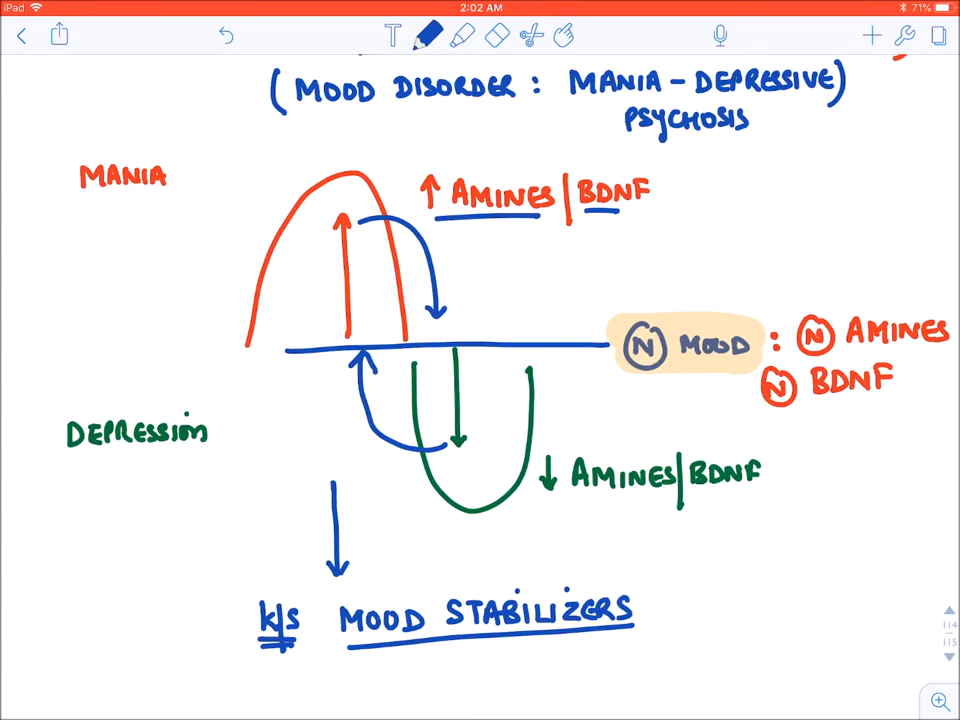 iPad 2:02 AM 71%
T
(MOOD DISORDER : MANIA - DEPRESSIVE)
PSYCHOSIS
MANIA
↑ AMINES|BDNF
N MOOD : N AMINES
N BDNF
DEPRESSION
↓ AMINES|BDNF
k/s MOOD STABILIZERS
114
115